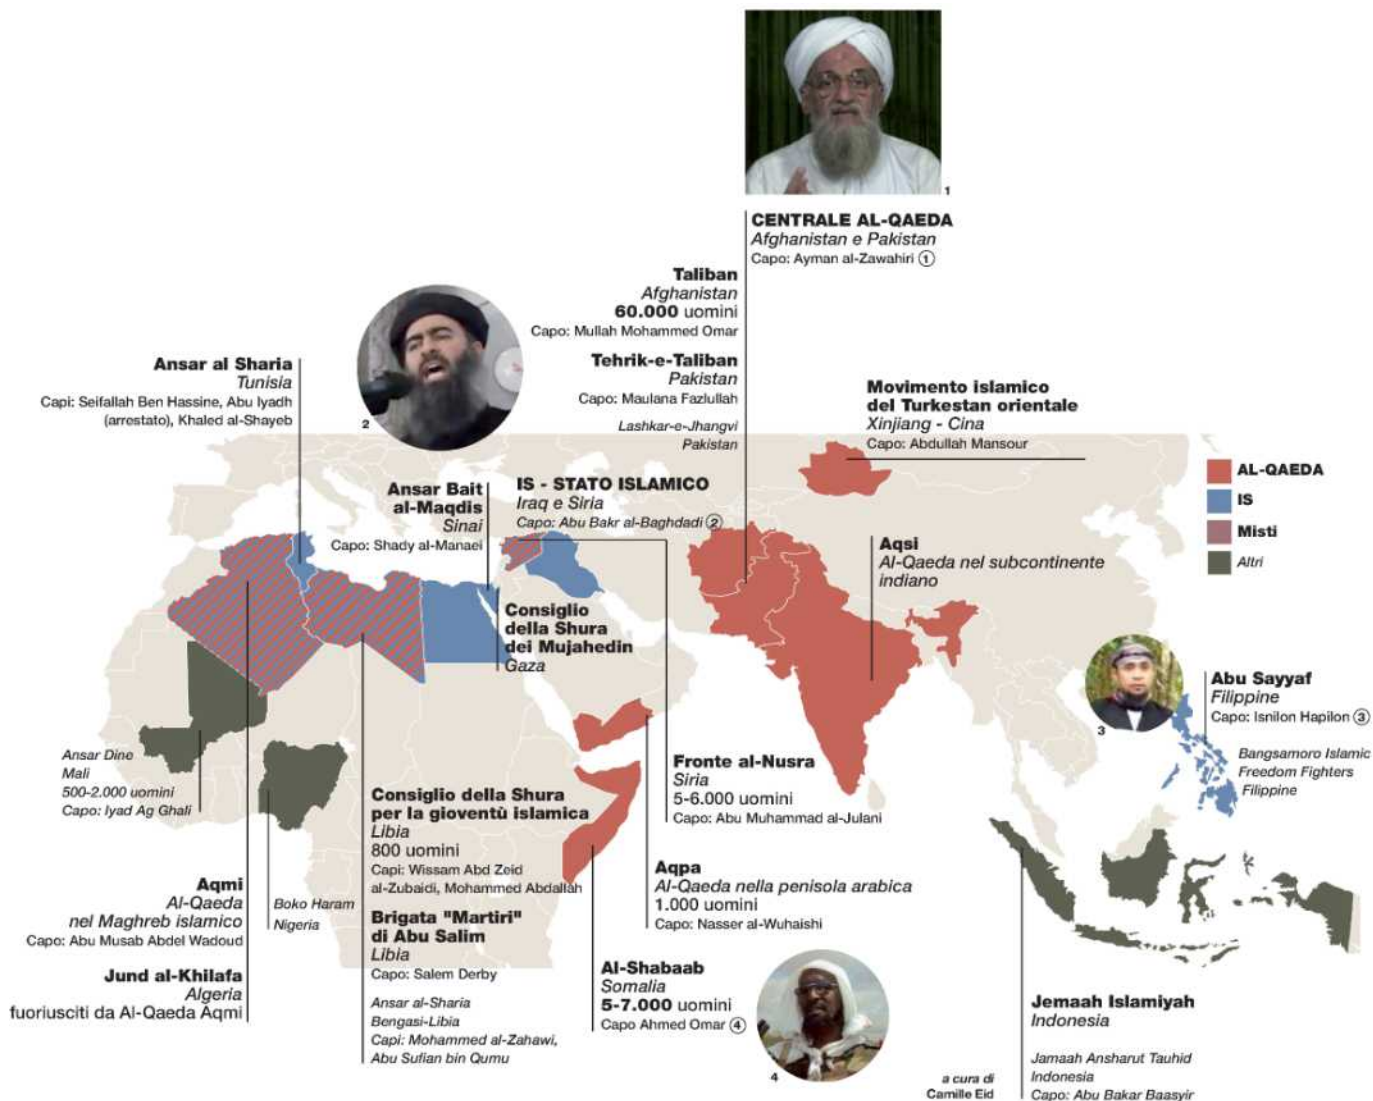 1
CENTRALE AL-QAEDA
Afghanistan e Pakistan
Capo: Ayman al-Zawahiri ①
Taliban
Afghanistan
60.000 uomini
Capo: Mullah Mohammed Omar
Tehrik-e-Taliban
Pakistan
Capo: Maulana Fazlullah
Lashkar-e-Jhangvi
Pakistan
Ansar al Sharia
Tunisia
Capi: Seifallah Ben Hassine, Abu Iyadh
(arrestato), Khaled al-Shayeb
2
Movimento islamico
del Turkestan orientale
Xinjiang - Cina
Capo: Abdullah Mansour
AL-QAEDA
IS
Misti
Altri
Ansar Bait
al-Maqdis
Sinai
Capo: Shady al-Manaei
IS - STATO ISLAMICO
Iraq e Siria
Capo: Abu Bakr al-Baghdadi ②
Aqsi
Al-Qaeda nel subcontinente
indiano
Consiglio
della Shura
dei Mujahedin
Gaza
3
Abu Sayyaf
Filippine
Capo: Isnilon Hapilon ③
Bangsamoro Islamic
Freedom Fighters
Filippine
Ansar Dine
Mali
500-2.000 uomini
Capo: Iyad Ag Ghali
Fronte al-Nusra
Siria
5-6.000 uomini
Capo: Abu Muhammad al-Julani
Consiglio della Shura
per la gioventù islamica
Libia
800 uomini
Capi: Wissam Abd Zeid
al-Zubaidi, Mohammed Abdallah
Aqpa
Al-Qaeda nella penisola arabica
1.000 uomini
Capo: Nasser al-Wuhaishi
Aqmi
Al-Qaeda
nel Maghreb islamico
Capo: Abu Musab Abdel Wadoud
Boko Haram
Nigeria
Brigata "Martiri"
di Abu Salim
Libia
Capo: Salem Derby
Jund al-Khilafa
Algeria
fuoriusciti da Al-Qaeda Aqmi
Ansar al-Sharia
Bengasi-Libia
Capi: Mohammed al-Zahawi,
Abu Sufian bin Qumu
Al-Shabaab
Somalia
5-7.000 uomini
Capo Ahmed Omar ④
4
Jemaah Islamiyah
Indonesia
Jamaah Ansharut Tauhid
Indonesia
Capo: Abu Bakar Baasyir
a cura di
Camille Eid